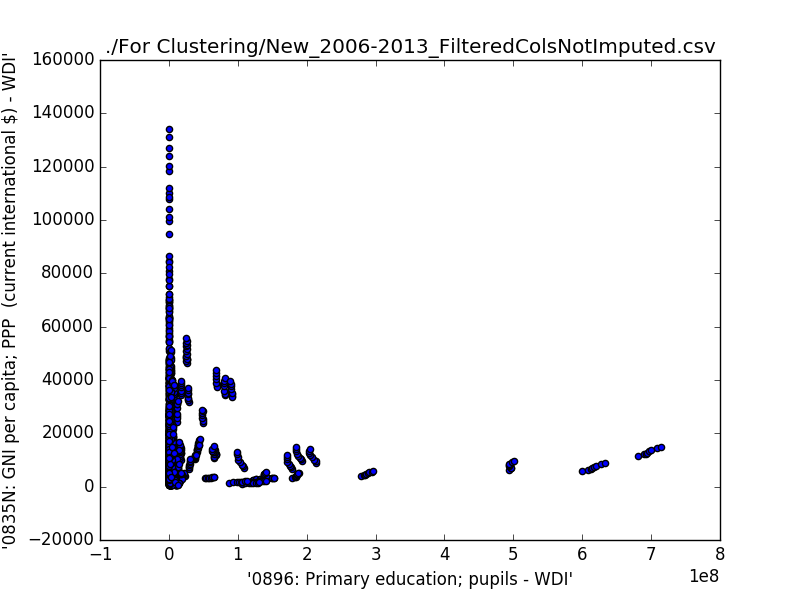 ./For Clustering/New_2006-2013_FilteredColsNotImputed.csv
160000
140000
120000
100000
80000
60000
40000
20000
0
−20000
'0835N: GNI per capita; PPP  (current international $) - WDI'
−1 0 1 2 3 4 5 6 7 8
1e8
'0896: Primary education; pupils - WDI'